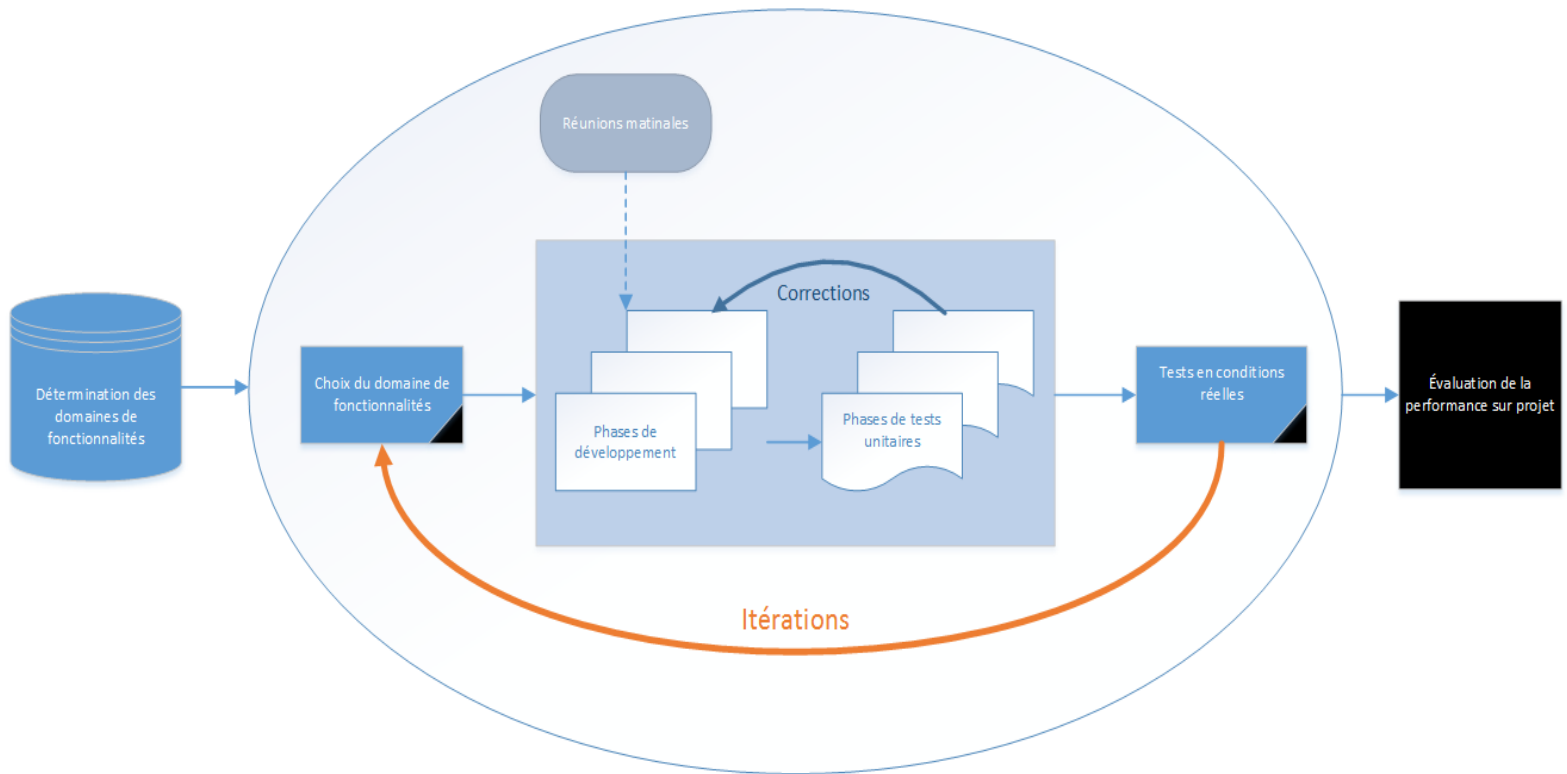 Réunions matinales
Corrections
Détermination des
domaines de
fonctionnalités
Choix du domaine de
fonctionnalités
Phases de
développement
Phases de tests
unitaires
Tests en conditions
réelles
Évaluation de la
performance sur projet
Itérations